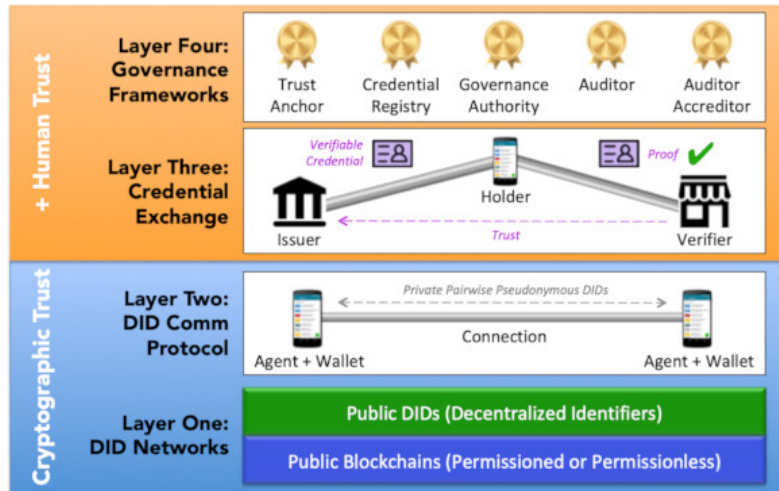 + Human Trust
Layer Four:
Governance
Frameworks
Trust
Anchor
Credential
Registry
Governance
Authority
Auditor
Auditor
Accreditor
Layer Three:
Credential
Exchange
Verifiable
Credential
Proof
Holder
Issuer
Trust
Verifier
Cryptographic Trust
Layer Two:
DID Comm
Protocol
Private Pairwise Pseudonymous DIDs
Connection
Agent + Wallet
Agent + Wallet
Layer One:
DID Networks
Public DIDs (Decentralized Identifiers)
Public Blockchains (Permissioned or Permissionless)